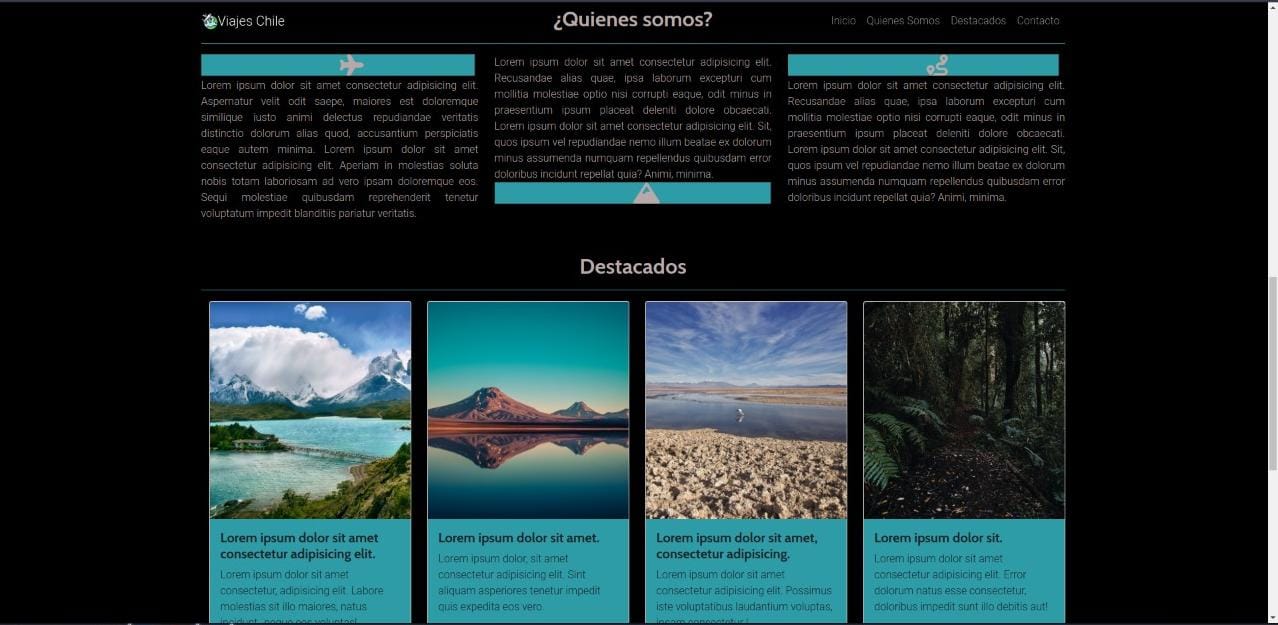 Viajes Chile
¿Quienes somos?
Inicio Quienes Somos Destacados Contacto
Lorem ipsum dolor sit amet consectetur adipisicing elit.
Aspernatur velit odit saepe, maiores est doloremque
similique iusto animi delectus repudiandae veritatis
distinctio dolorum alias quod, accusantium perspiciatis
eaque autem minima. Lorem ipsum dolor sit amet
consectetur adipisicing elit. Aperiam in molestias soluta
nobis totam laboriosam ad vero ipsam doloremque eos.
Sequi molestiae quibusdam reprehenderit tenetur
voluptatum impedit blanditiis pariatur veritatis.
Lorem ipsum dolor sit amet consectetur adipisicing elit.
Recusandae alias quae, ipsa laborum excepturi cum
mollitia molestiae optio nisi corrupti eaque, odit minus in
praesentium ipsum placeat deleniti dolore obcaecati.
Lorem ipsum dolor sit amet consectetur adipisicing elit. Sit,
quos ipsum vel repudiandae nemo illum beatae ex dolorum
minus assumenda numquam repellendus quibusdam error
doloribus incidunt repellat quia? Animi, minima.
Lorem ipsum dolor sit amet consectetur adipisicing elit.
Recusandae alias quae, ipsa laborum excepturi cum
mollitia molestiae optio nisi corrupti eaque, odit minus in
praesentium ipsum placeat deleniti dolore obcaecati.
Lorem ipsum dolor sit amet consectetur adipisicing elit. Sit,
quos ipsum vel repudiandae nemo illum beatae ex dolorum
minus assumenda numquam repellendus quibusdam error
doloribus incidunt repellat quia? Animi, minima.
Destacados
Lorem ipsum dolor sit amet
consectetur adipisicing elit.
Lorem ipsum dolor sit amet
consectetur, adipisicing elit. Labore
molestias sit illo maiores, natus
incidunt, neque eos voluptas!
Lorem ipsum dolor sit amet.
Lorem ipsum dolor, sit amet
consectetur adipisicing elit. Sint
aliquam asperiores tenetur impedit
quis expedita eos vero.
Lorem ipsum dolor sit amet,
consectetur adipisicing.
Lorem ipsum dolor sit amet
consectetur adipisicing elit. Possimus
iste voluptatibus laudantium voluptas,
ipsam consectetur!
Lorem ipsum dolor sit.
Lorem ipsum dolor sit amet
consectetur adipisicing elit. Error
dolorum natus esse consectetur,
doloribus impedit sunt illo debitis aut!